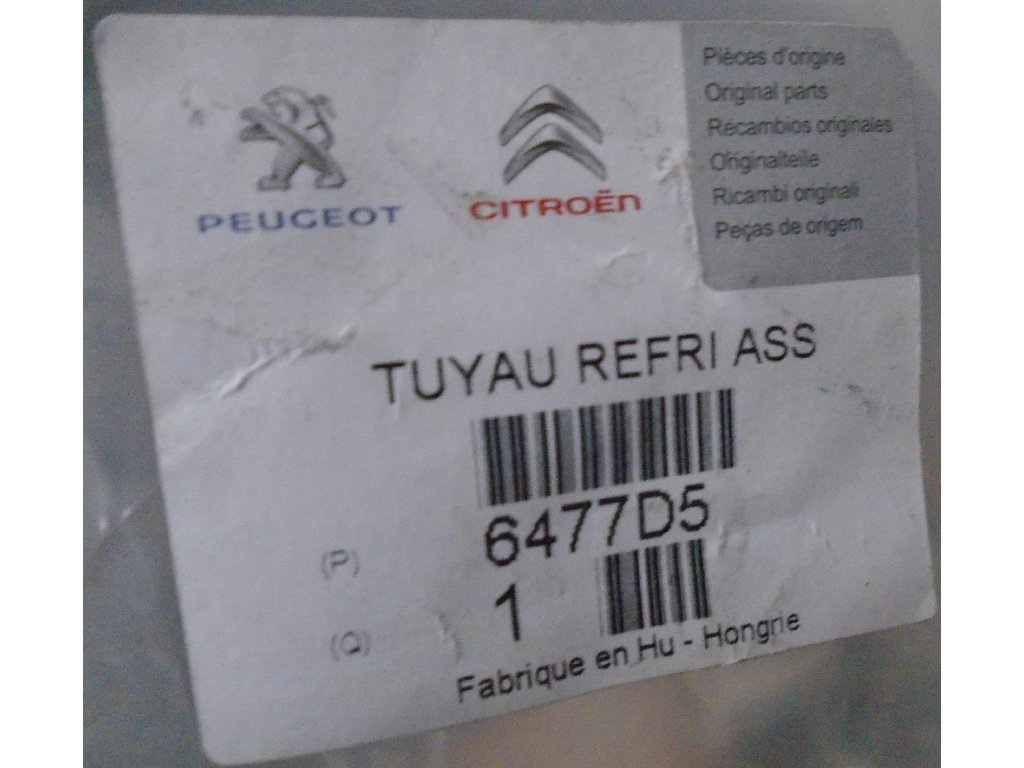 PEUGEOT
CITROËN
Pièces d'origine
Original parts
Recambios originales
Originalteile
Ricambi originali
Peças de origem
TUYAU REFRI ASS
6477D5
(P)
1
(Q)
Fabrique en Hu - Hongrie